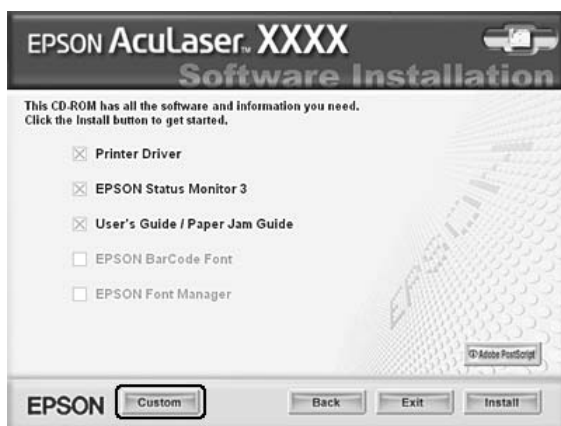 EPSON AcuLaser™ XXXX
Software Installation
This CD-ROM has all the software and information you need.
Click the Install button to get started.
Printer Driver
EPSON Status Monitor 3
User's Guide / Paper Jam Guide
EPSON BarCode Font
EPSON Font Manager
EPSON
Adobe PostScript
EPSON Custom Back Exit Install